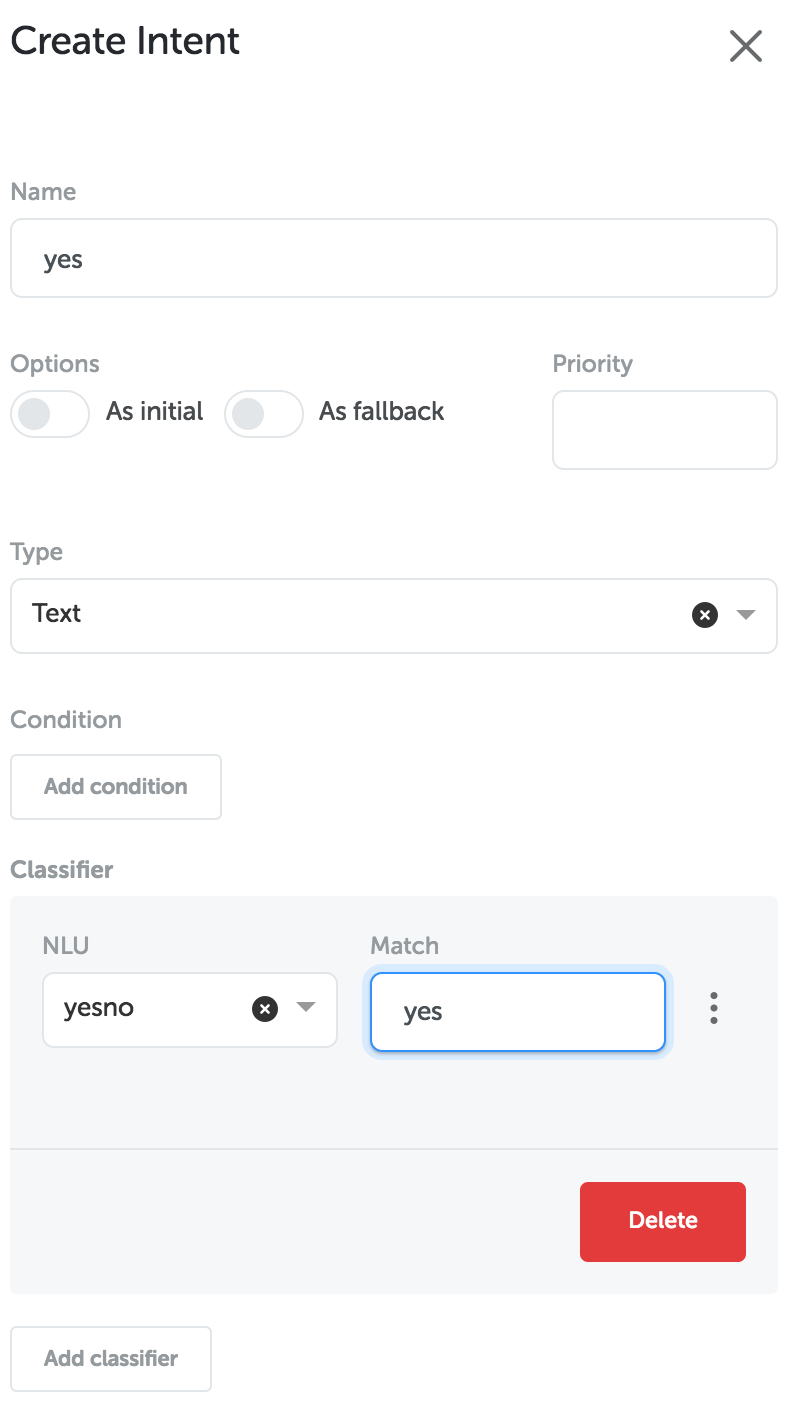 Create Intent
Name
yes
Options
Priority
As initial
As fallback
Type
Text
Condition
Add condition
Classifier
NLU
Match
yesno
yes
Delete
Add classifier